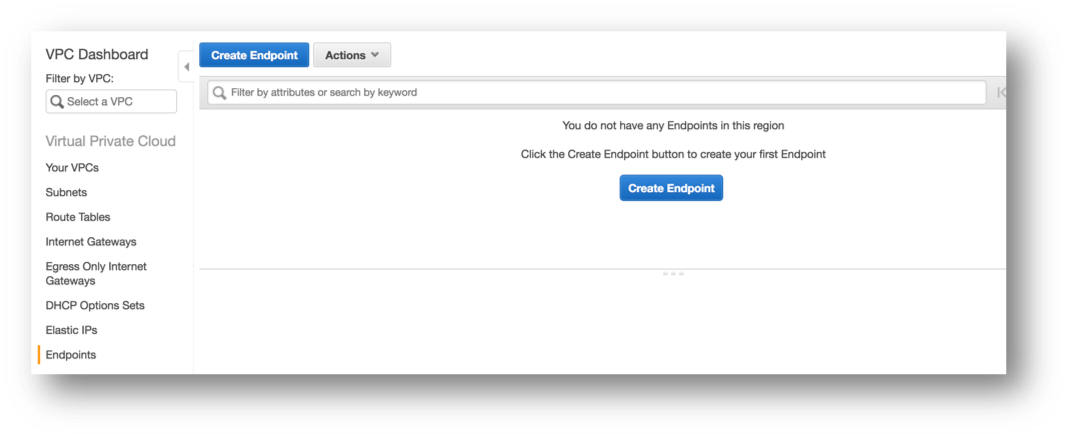 VPC Dashboard
Filter by VPC:
Select a VPC
Virtual Private Cloud
Your VPCs
Subnets
Route Tables
Internet Gateways
Egress Only Internet
Gateways
DHCP Options Sets
Elastic IPs
Endpoints
Create Endpoint
Actions
Filter by attributes or search by keyword
You do not have any Endpoints in this region
Click the Create Endpoint button to create your first Endpoint
Create Endpoint